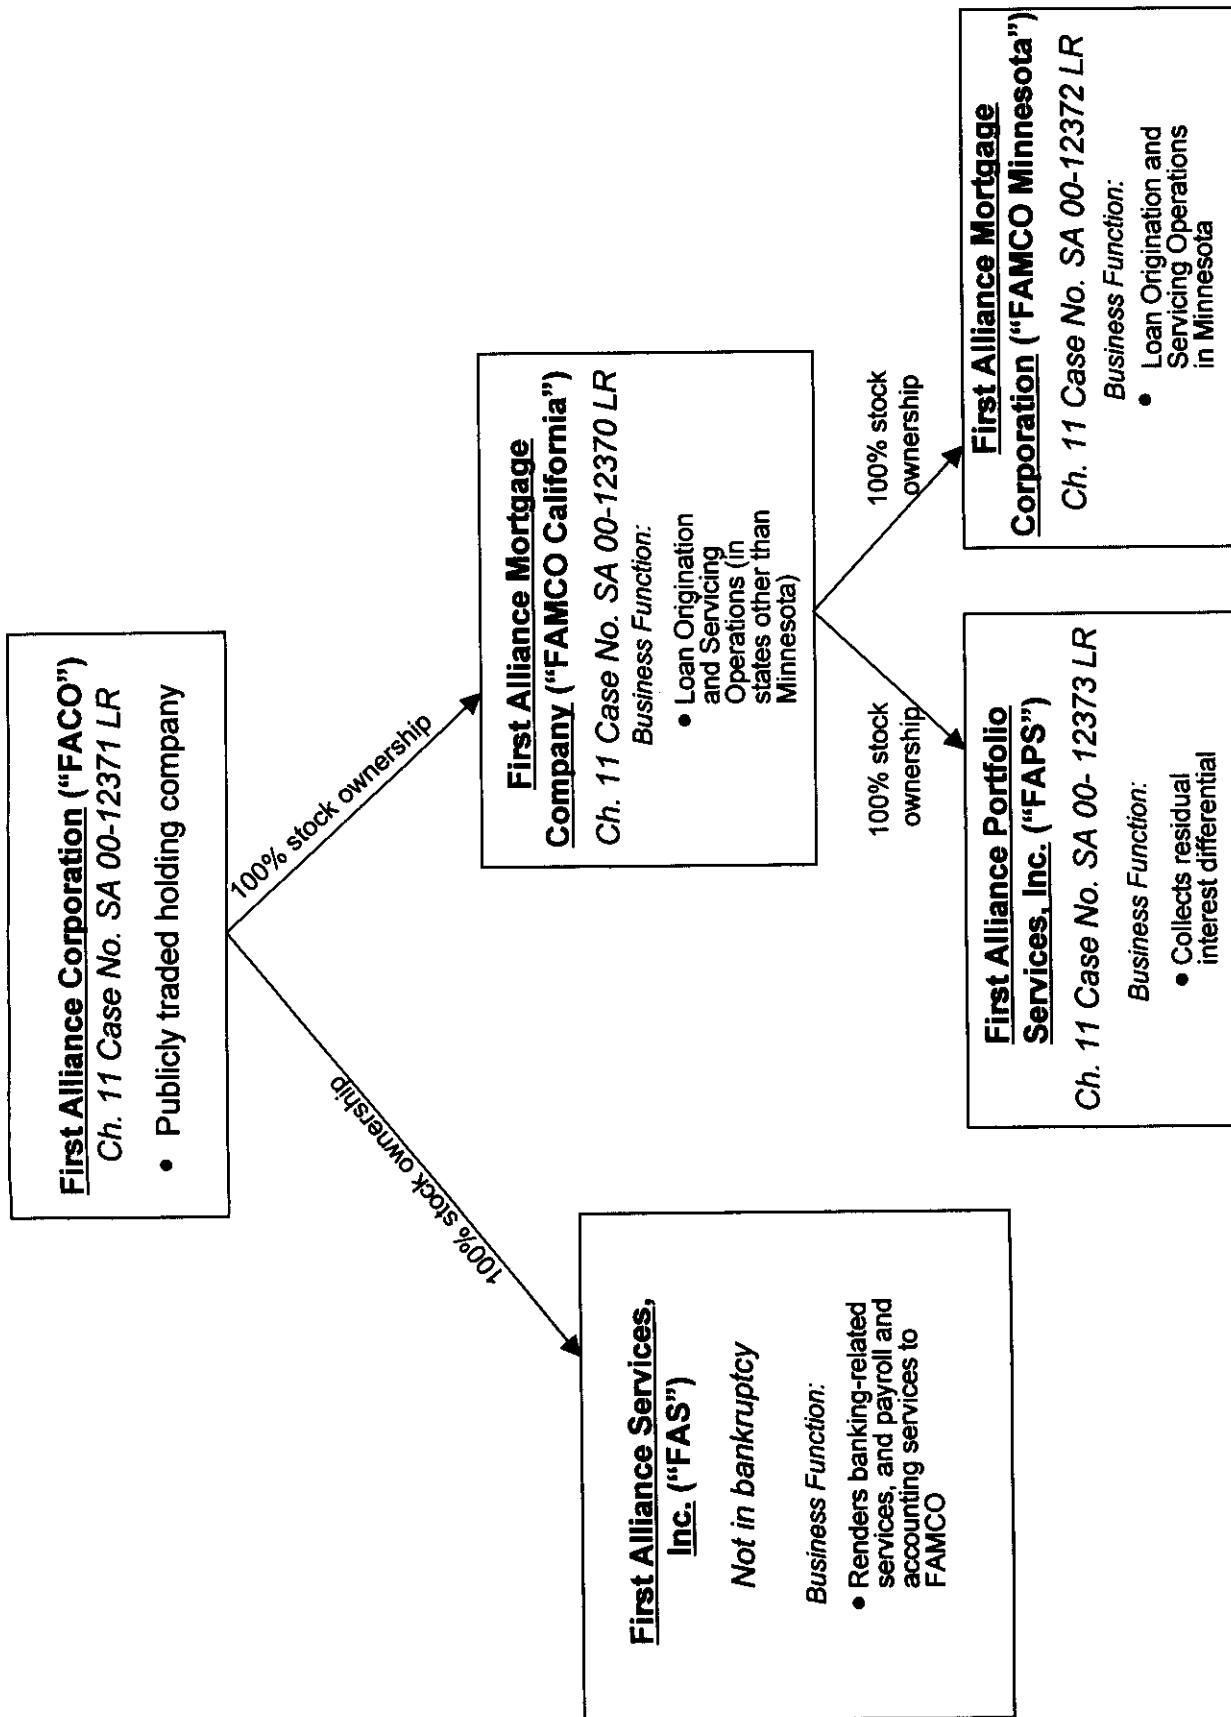 First Alliance Corporation (“FACO”)
Ch. 11 Case No. SA 00-12371 LR
• Publicly traded holding company
100% stock ownership
100% stock ownership
First Alliance Services,
Inc. (“FAS”)
Not in bankruptcy
Business Function:
• Renders banking-related
services, and payroll and
accounting services to
FAMCO
First Alliance Mortgage
Company (“FAMCO California”)
Ch. 11 Case No. SA 00-12370 LR
Business Function:
• Loan Origination
and Servicing
Operations (in
states other than
Minnesota)
100% stock
ownership
100% stock
ownership
First Alliance Portfolio
Services, Inc. (“FAPS”)
Ch. 11 Case No. SA 00- 12373 LR
Business Function:
• Collects residual
interest differential
First Alliance Mortgage
Corporation (“FAMCO Minnesota”)
Ch. 11 Case No. SA 00-12372 LR
Business Function:
• Loan Origination and
Servicing Operations
in Minnesota